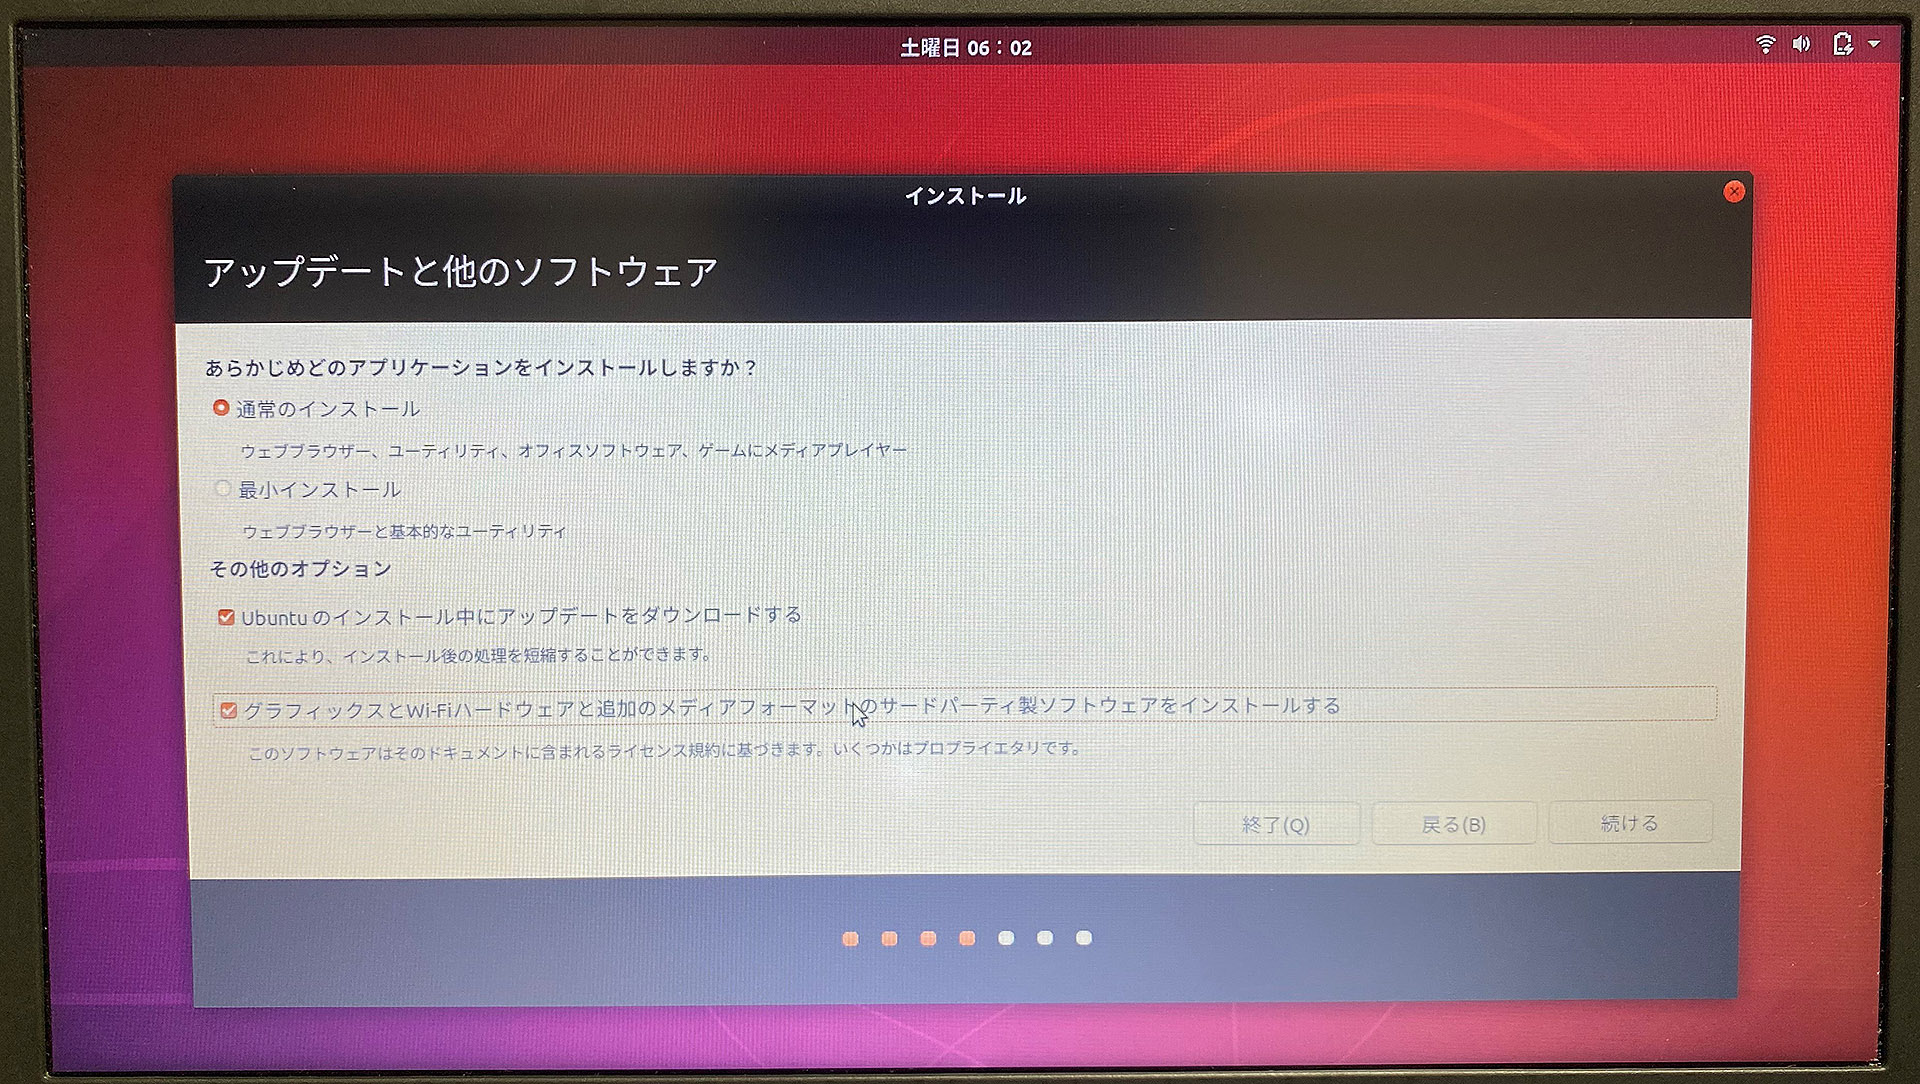 土曜日 06：02
インストール
アップデートと他のソフトウェア
あらかじめどのアプリケーションをインストールしますか？
通常のインストール
ウェブブラウザー、ユーティリティ、オフィスソフトウェア、ゲームにメディアプレイヤー
最小インストール
ウェブブラウザーと基本的なユーティリティ
その他のオプション
Ubuntu のインストール中にアップデートをダウンロードする
これにより、インストール後の処理を短縮することができます。
グラフィックスとWi-Fiハードウェアと追加のメディアフォーマットのサードパーティ製ソフトウェアをインストールする
このソフトウェアはそのドキュメントに含まれるライセンス規約に基づきます。いくつかはプロプライエタリです。
終了(Q) 戻る(B) 続ける